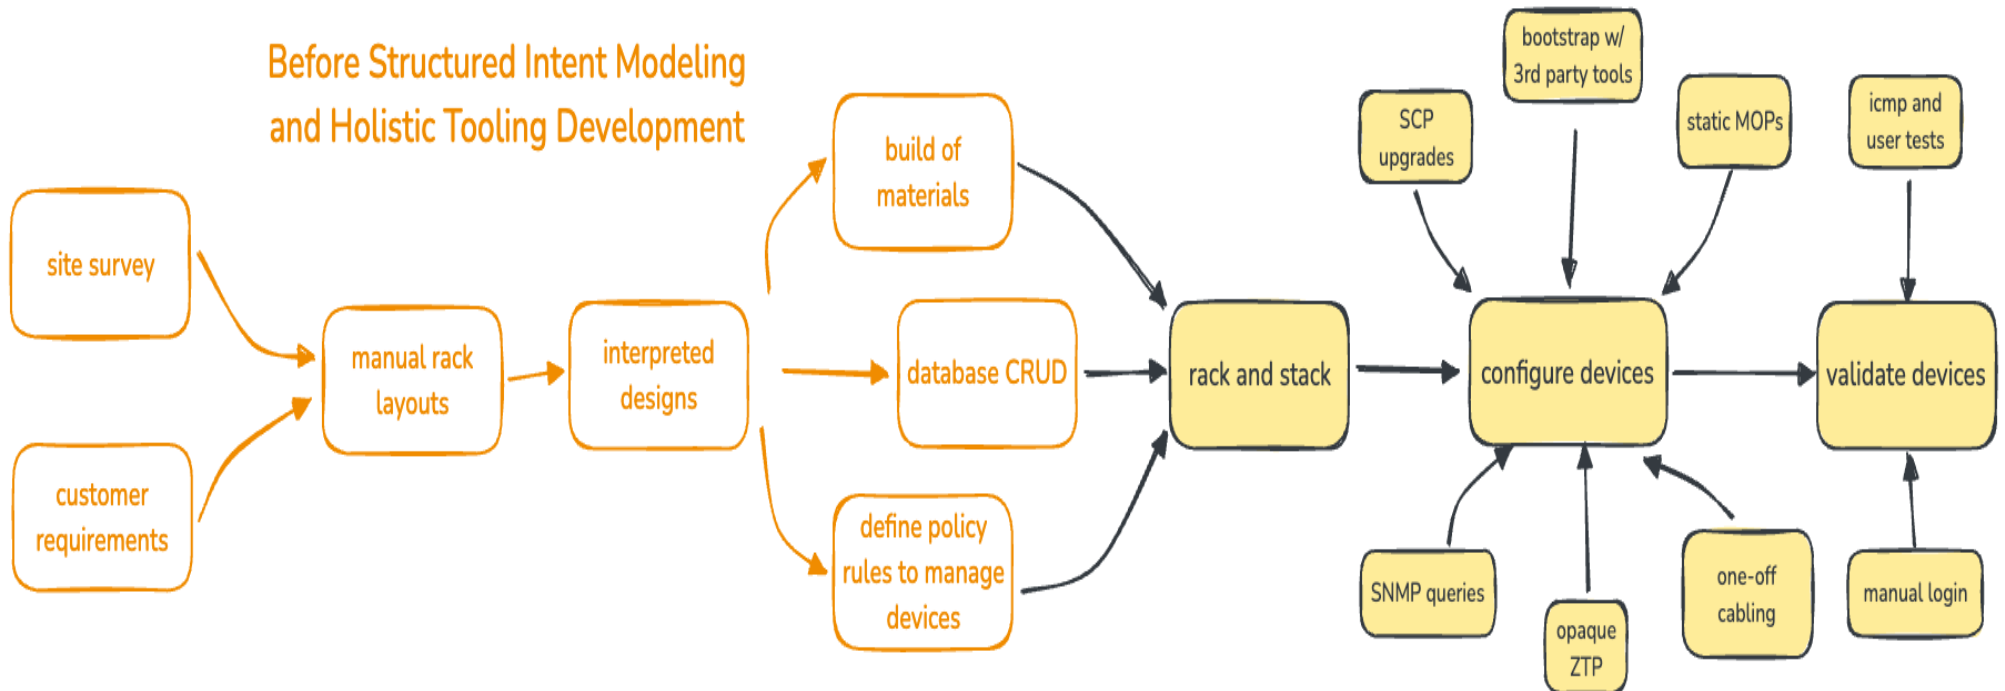 Before Structured Intent Modeling
and Holistic Tooling Development
site survey
customer
requirements
manual rack
layouts
interpreted
designs
build of
materials
database CRUD
define policy
rules to manage
devices
rack and stack
SCP
upgrades
bootstrap w/
3rd party tools
static MOPs
configure devices
SNMP queries
opaque
ZTP
one-off
cabling
icmp and
user tests
validate devices
manual login